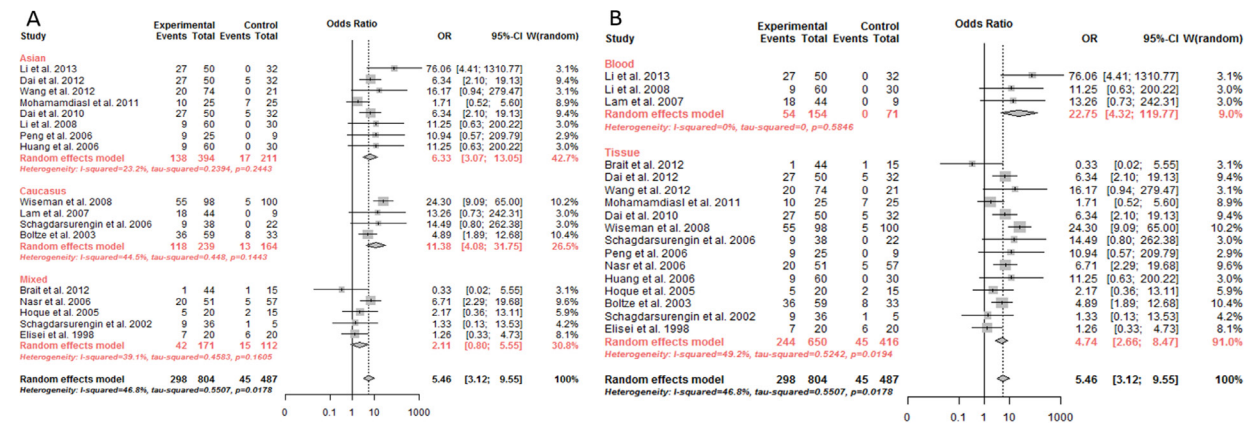 A
Experimental Control Odds Ratio
Study Events Total Events Total OR 95%-CI W(random)
Asian
Li et al. 2013 27 50 0 32 76.06 [4.41; 1310.77] 3.1%
Dai et al. 2012 27 50 5 32 6.34 [2.10; 19.13] 9.4%
Wang et al. 2012 20 74 0 21 16.17 [0.94; 279.47] 3.1%
Mohamamdiasl et al. 2011 10 25 7 25 1.71 [0.52; 5.60] 8.9%
Dai et al. 2010 27 50 5 32 6.34 [2.10; 19.13] 9.4%
Li et al. 2008 9 60 0 30 11.25 [0.63; 200.22] 3.0%
Peng et al. 2006 9 25 0 9 10.94 [0.57; 209.79] 2.9%
Huang et al. 2006 9 60 0 30 11.25 [0.63; 200.22] 3.0%
Random effects model 138 394 17 211 6.33 [3.07; 13.05] 42.7%
Heterogeneity: I-squared=23.2%, tau-squared=0.2394, p=0.2443
Caucasus
Wiseman et al. 2008 55 98 5 100 24.30 [9.09; 65.00] 10.2%
Lam et al. 2007 18 44 0 9 13.26 [0.73; 242.31] 3.0%
Schagdarsurengin et al. 2006 9 38 0 22 14.49 [0.80; 262.38] 3.0%
Boltze et al. 2003 36 59 8 33 4.89 [1.89; 12.68] 10.4%
Random effects model 118 239 13 164 11.38 [4.08; 31.75] 26.5%
Heterogeneity: I-squared=44.5%, tau-squared=0.448, p=0.1443
Mixed
Brait et al. 2012 1 44 1 15 0.33 [0.02; 5.55] 3.1%
Nasr et al. 2006 20 51 5 57 6.71 [2.29; 19.68] 9.6%
Hoque et al. 2005 5 20 2 15 2.17 [0.36; 13.11] 5.9%
Schagdarsurengin et al. 2002 9 36 1 5 1.33 [0.13; 13.53] 4.2%
Elisei et al. 1998 7 20 6 20 1.26 [0.33; 4.73] 8.1%
Random effects model 42 171 15 112 2.11 [0.80; 5.55] 30.8%
Heterogeneity: I-squared=39.1%, tau-squared=0.4583, p=0.1605
Random effects model 298 804 45 487 5.46 [3.12; 9.55] 100%
Heterogeneity: I-squared=46.8%, tau-squared=0.5507, p=0.0178
0 0.1 1 10 1000
B
Experimental Control Odds Ratio
Study Events Total Events Total OR 95%-CI W(random)
Blood
Li et al. 2013 27 50 0 32 76.06 [4.41; 1310.77] 3.1%
Li et al. 2008 9 60 0 30 11.25 [0.63; 200.22] 3.0%
Lam et al. 2007 18 44 0 9 13.26 [0.73; 242.31] 3.0%
Random effects model 54 154 0 71 22.75 [4.32; 119.77] 9.0%
Heterogeneity: I-squared=0%, tau-squared=0, p=0.5846
Tissue
Brait et al. 2012 1 44 1 15 0.33 [0.02; 5.55] 3.1%
Dai et al. 2012 27 50 5 32 6.34 [2.10; 19.13] 9.4%
Wang et al. 2012 20 74 0 21 16.17 [0.94; 279.47] 3.1%
Mohamamdiasl et al. 2011 10 25 7 25 1.71 [0.52; 5.60] 8.9%
Dai et al. 2010 27 50 5 32 6.34 [2.10; 19.13] 9.4%
Wiseman et al. 2008 55 98 5 100 24.30 [9.09; 65.00] 10.2%
Schagdarsurengin et al. 2006 9 38 0 22 14.49 [0.80; 262.38] 3.0%
Peng et al. 2006 9 25 0 9 10.94 [0.57; 209.79] 2.9%
Nasr et al. 2006 20 51 5 57 6.71 [2.29; 19.68] 9.6%
Huang et al. 2006 9 60 0 30 11.25 [0.63; 200.22] 3.0%
Hoque et al. 2005 5 20 2 15 2.17 [0.36; 13.11] 5.9%
Boltze et al. 2003 36 59 8 33 4.89 [1.89; 12.68] 10.4%
Schagdarsurengin et al. 2002 9 36 1 5 1.33 [0.13; 13.53] 4.2%
Elisei et al. 1998 7 20 6 20 1.26 [0.33; 4.73] 8.1%
Random effects model 244 650 45 416 4.74 [2.66; 8.47] 91.0%
Heterogeneity: I-squared=49.2%, tau-squared=0.5242, p=0.0194
Random effects model 298 804 45 487 5.46 [3.12; 9.55] 100%
Heterogeneity: I-squared=46.8%, tau-squared=0.5507, p=0.0178
0 0.1 1 10 1000